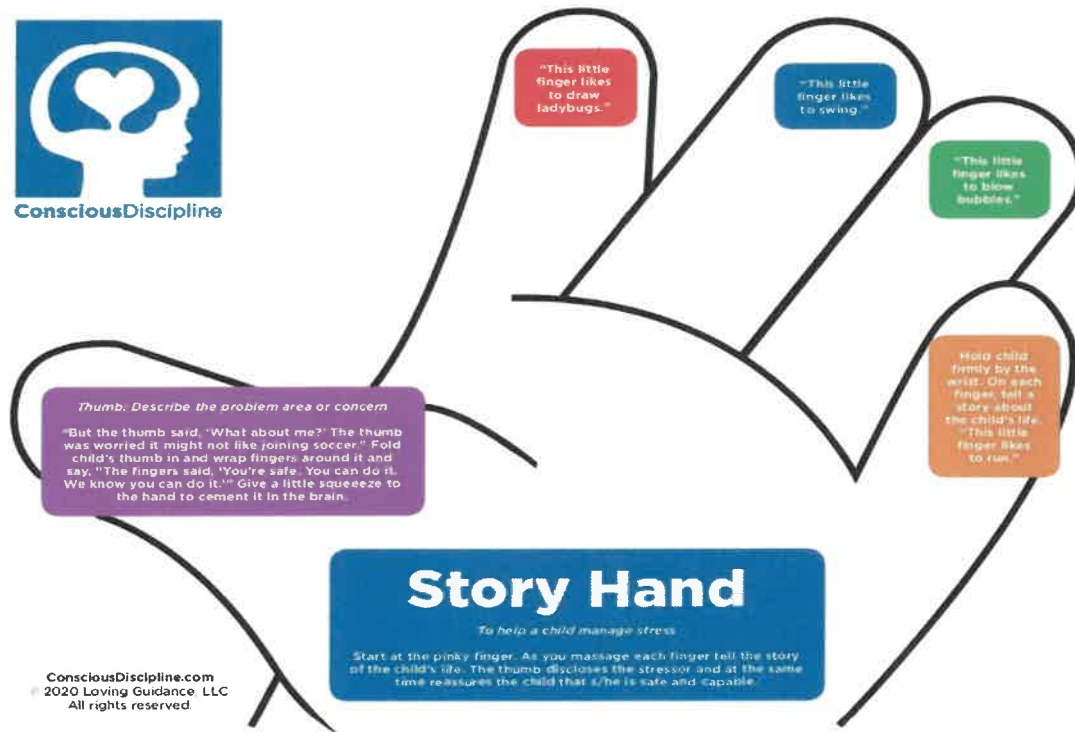 ConsciousDiscipline
"This little
finger likes
to draw
ladybugs."
"This little
finger likes
to swing."
"This little
finger likes
to blow
bubbles."
Hold child
firmly by the
wrist. On each
finger, tell a
story about
the child's life.
"This little
finger likes
to run."
Thumb: Describe the problem area or concern
"But the thumb said, 'What about me?' The thumb
was worried it might not like joining soccer." Fold
child's thumb in and wrap fingers around it and
say, "The fingers said, 'You're safe. You can do it.
We know you can do it.'" Give a little squeeeze to
the hand to cement it in the brain.
Story Hand
To help a child manage stress
Start at the pinky finger. As you massage each finger tell the story
of the child's life. The thumb discloses the stressor and at the same
time reassures the child that s/he is safe and capable.
ConsciousDiscipline.com
© 2020 Loving Guidance, LLC
All rights reserved.